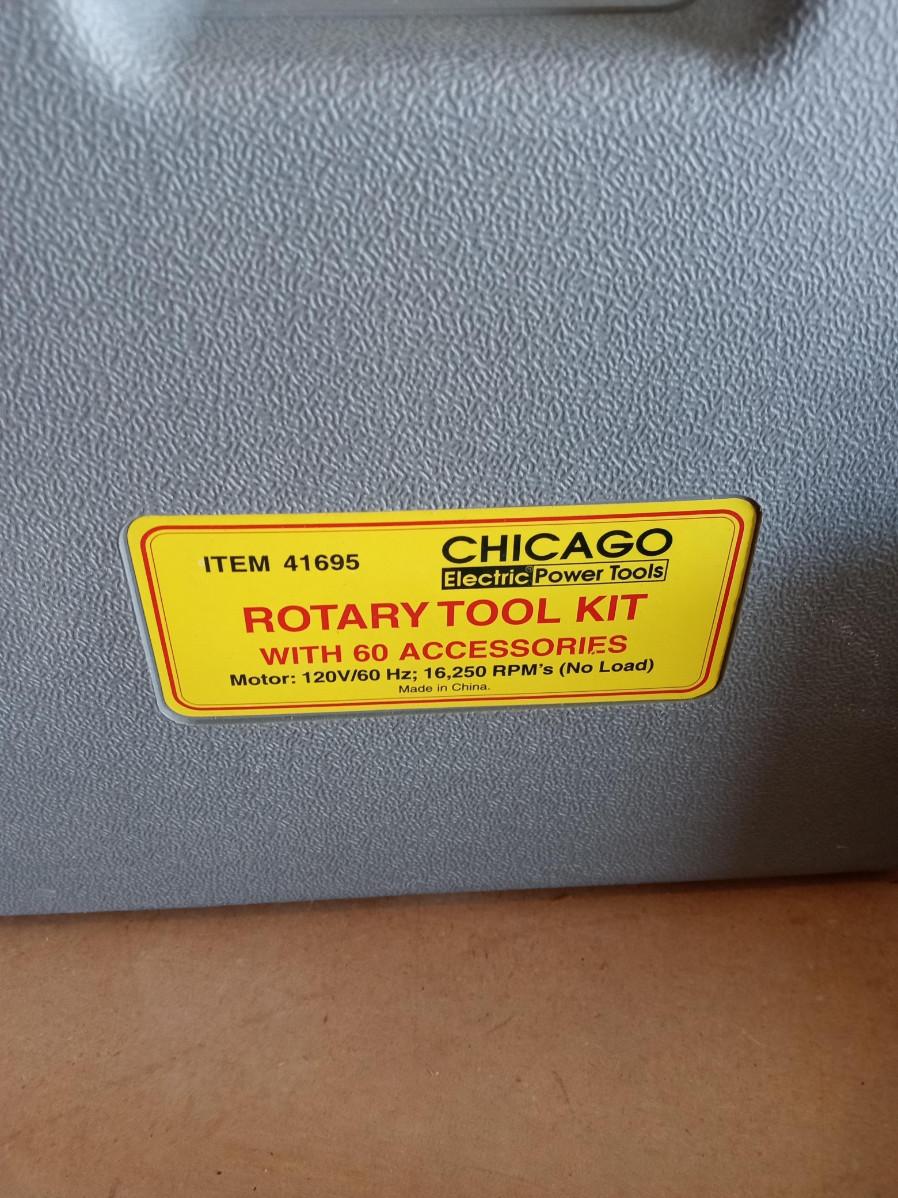 ITEM 41695
CHICAGO
Electric Power Tools
ROTARY TOOL KIT
WITH 60 ACCESSORIES
Motor: 120V/60 Hz; 16,250 RPM's (No Load)
Made in China.